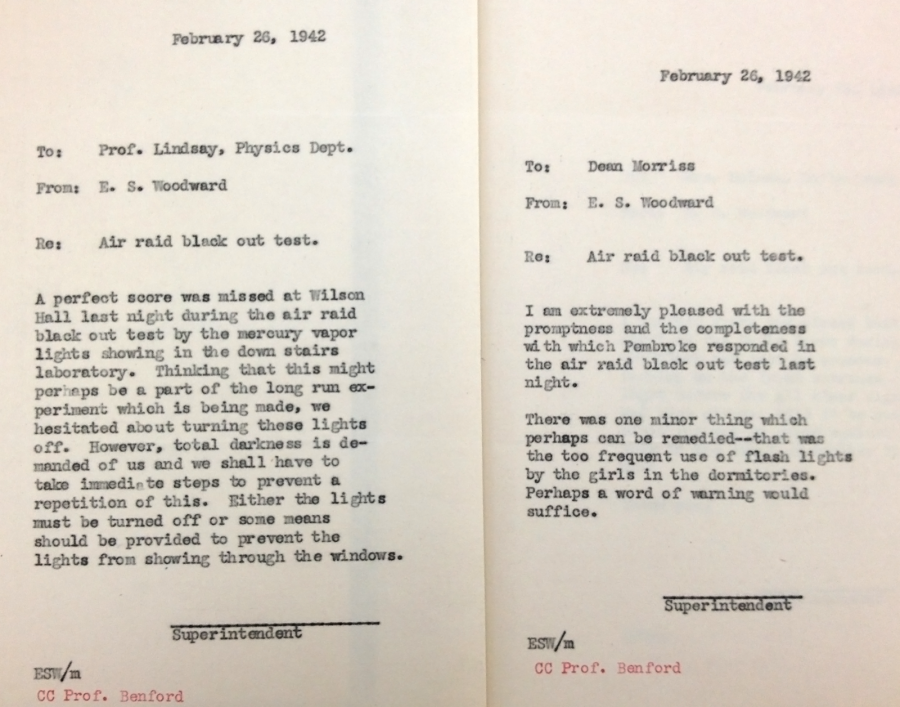 February 26, 1942
To: Prof. Lindsay, Physics Dept.
From: E. S. Woodward
Re: Air raid black out test.
A perfect score was missed at Wilson
Hall last night during the air raid
black out test by the mercury vapor
lights showing in the down stairs
laboratory. Thinking that this might
perhaps be a part of the long run ex-
periment which is being made, we
hesitated about turning these lights
off. However, total darkness is de-
manded of us and we shall have to
take immediate steps to prevent a
repetition of this. Either the lights
must be turned off or some means
should be provided to prevent the
lights from showing through the windows.
Superintendent
ESW/m
CC Prof. Benford
February 26, 1942
To: Dean Morriss
From: E. S. Woodward
Re: Air raid black out test.
I am extremely pleased with the
promptness and the completeness
with which Pembroke responded in
the air raid black out test last
night.
There was one minor thing which
perhaps can be remedied--that was
the too frequent use of flash lights
by the girls in the dormitories.
Perhaps a word of warning would
suffice.
Superintendent
ESW/m
CC Prof. Benford